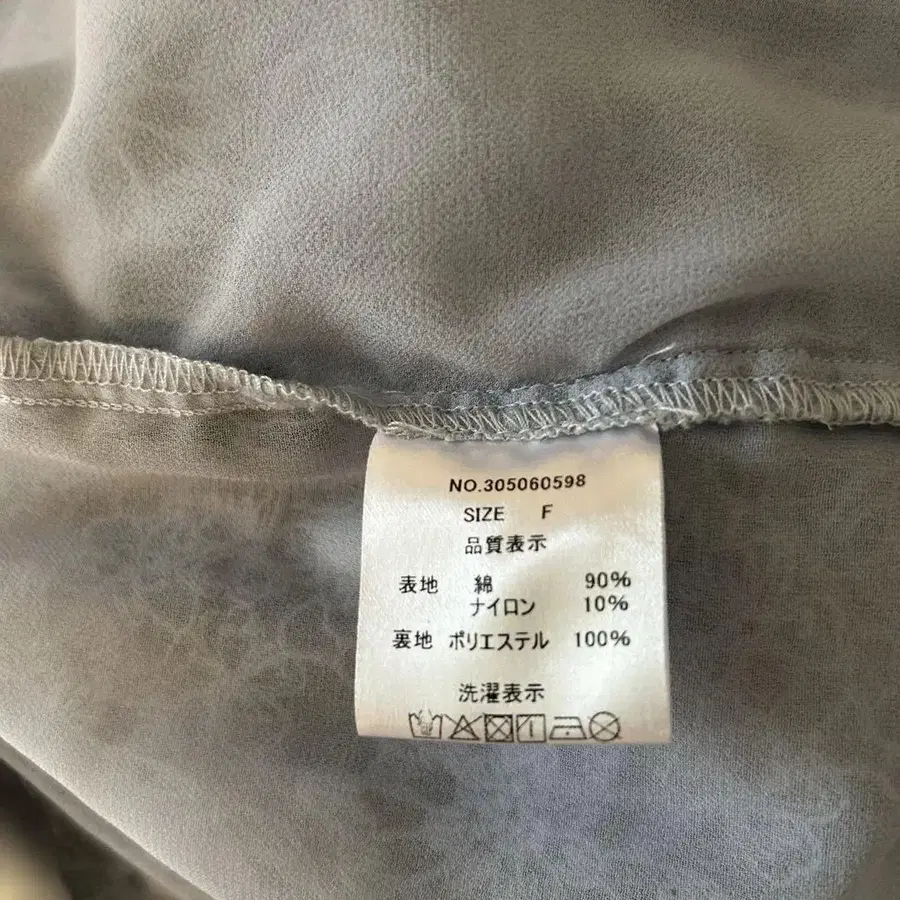 NO.305060598
SIZE F
品質表示
表地 綿 90%
ナイロン 10%
裏地 ポリエステル 100%
洗濯表示